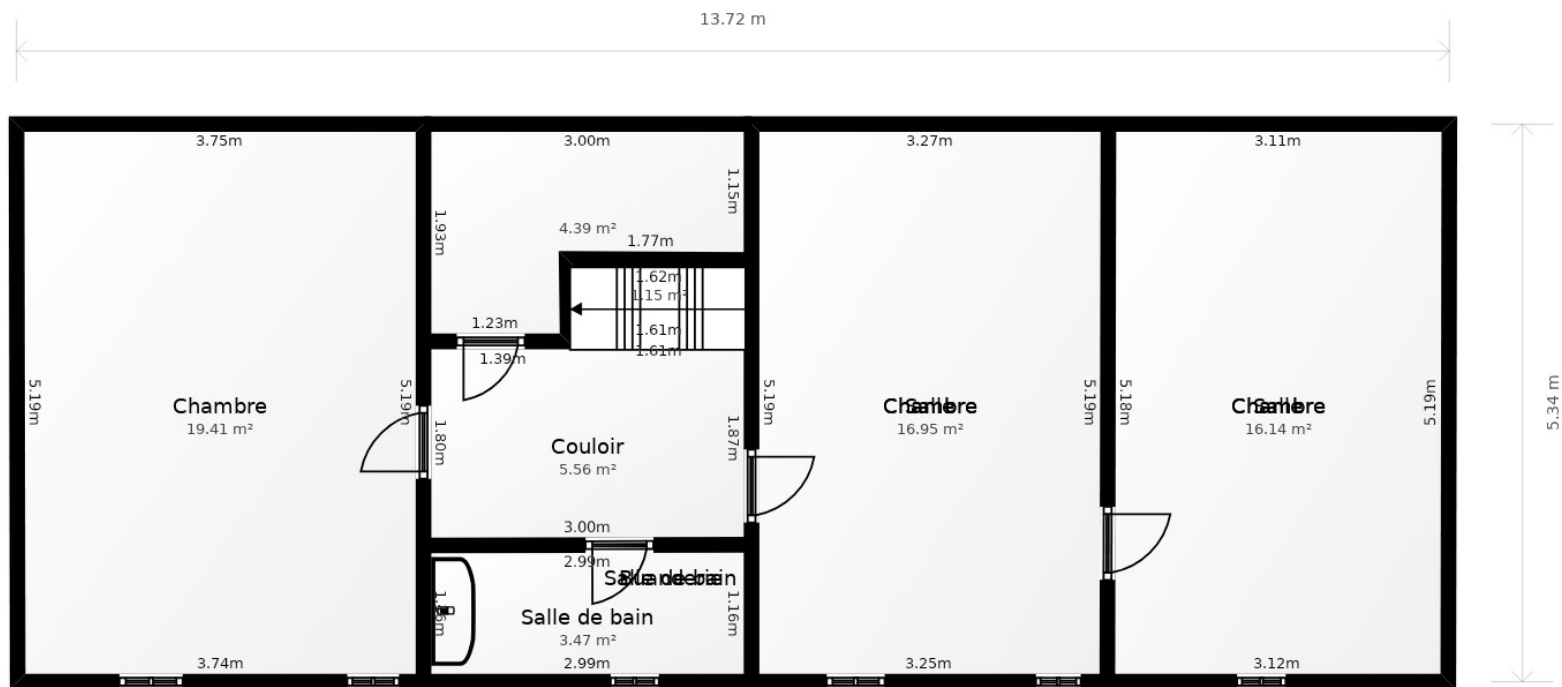 13.72 m
3.75m
3.00m
3.27m
3.11m
1.15m
1.93m
4.39 m²
1.77m
1.62m
1.15 m²
1.61m
1.61m
1.23m
1.39m
5.34 m
5.19m
5.19m
5.19m
5.19m
5.18m
5.19m
Chambre
19.41 m²
16.95 m²
16.14 m²
1.80m
1.87m
Couloir
5.56 m²
3.00m
2.99m
1.16m
Salle de bain
3.47 m²
3.74m
2.99m
3.25m
3.12m